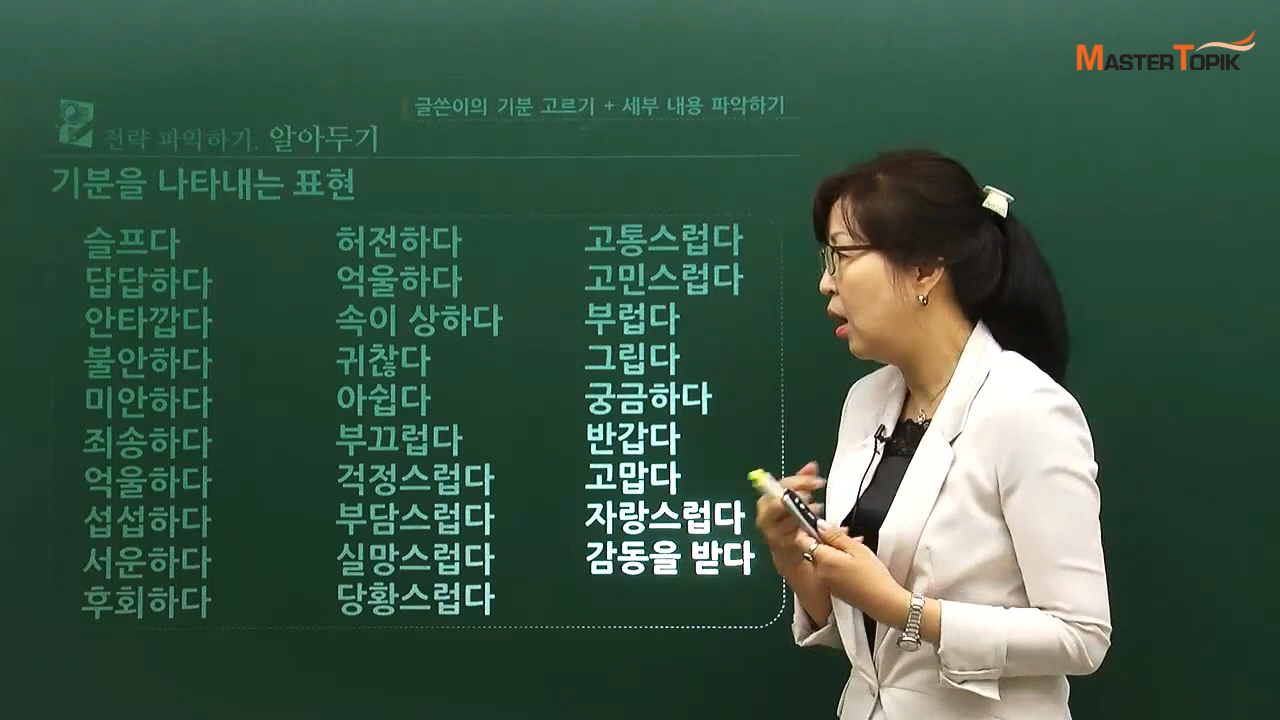 MASTER TOPIK
글쓴이의 기분 고르기 + 세부 내용 파악하기
전략 파악하기. 알아두기
기분을 나타내는 표현
슬프다
답답하다
안타깝다
불안하다
미안하다
죄송하다
억울하다
섭섭하다
서운하다
후회하다
허전하다
억울하다
속이 상하다
귀찮다
아쉽다
부끄럽다
걱정스럽다
부담스럽다
실망스럽다
당황스럽다
고통스럽다
고민스럽다
부럽다
그립다
궁금하다
반갑다
고맙다
자랑스럽다
감동을 받다